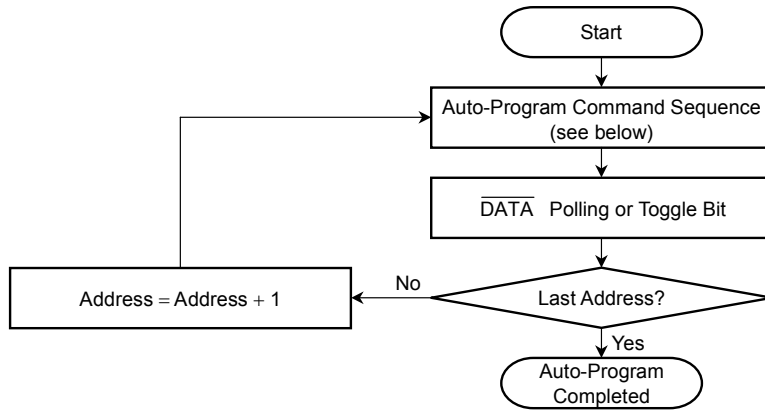 Start
Auto-Program Command Sequence
(see below)
DATA Polling or Toggle Bit
Last Address?
No
Address = Address + 1
Yes
Auto-Program
Completed